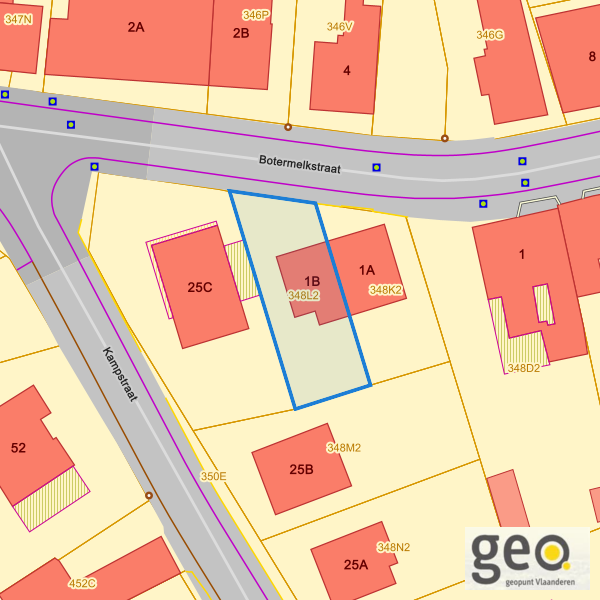 347N
2A
346P
2B
346V
4
346G
8
Botermelkstraat
25C
1B
348L2
1A
348K2
1
348D2
Kampstraat
52
350E
348M2
25B
348N2
25A
452C
geo.
geopunt Vlaanderen